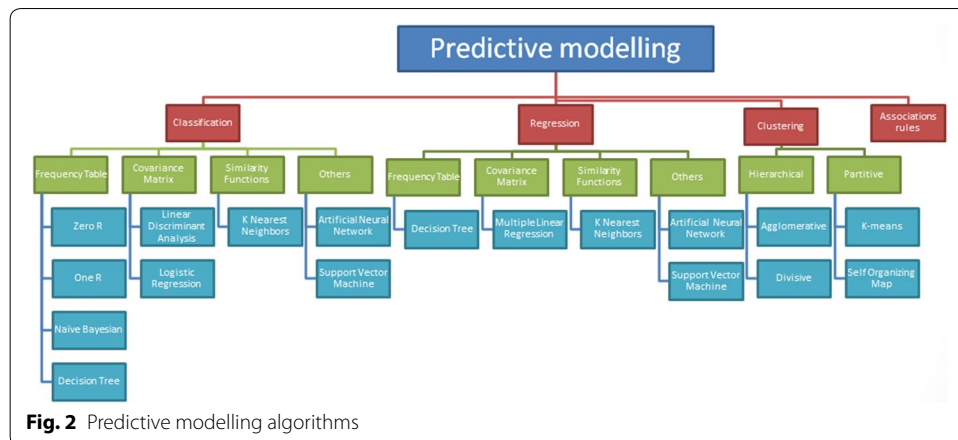 Predictive modelling
Classification
Regression
Clustering
Associations
rules
Frequency Table
Covariance
Matrix
Similarity
Functions
Others
Frequency Table
Covariance
Matrix
Similarity
Functions
Others
Hierarchical
Partitive
Zero R
Linear
Discriminant
Analysis
K Nearest
Neighbors
Artificial Neural
Network
Decision Tree
Multiple Linear
Regression
K Nearest
Neighbors
Artificial Neural
Network
Agglomerative
K-means
One R
Logistic
Regression
Support Vector
Machine
Support Vector
Machine
Divisive
Self Organizing
Map
Naïve Bayesian
Decision Tree
Fig. 2 Predictive modelling algorithms